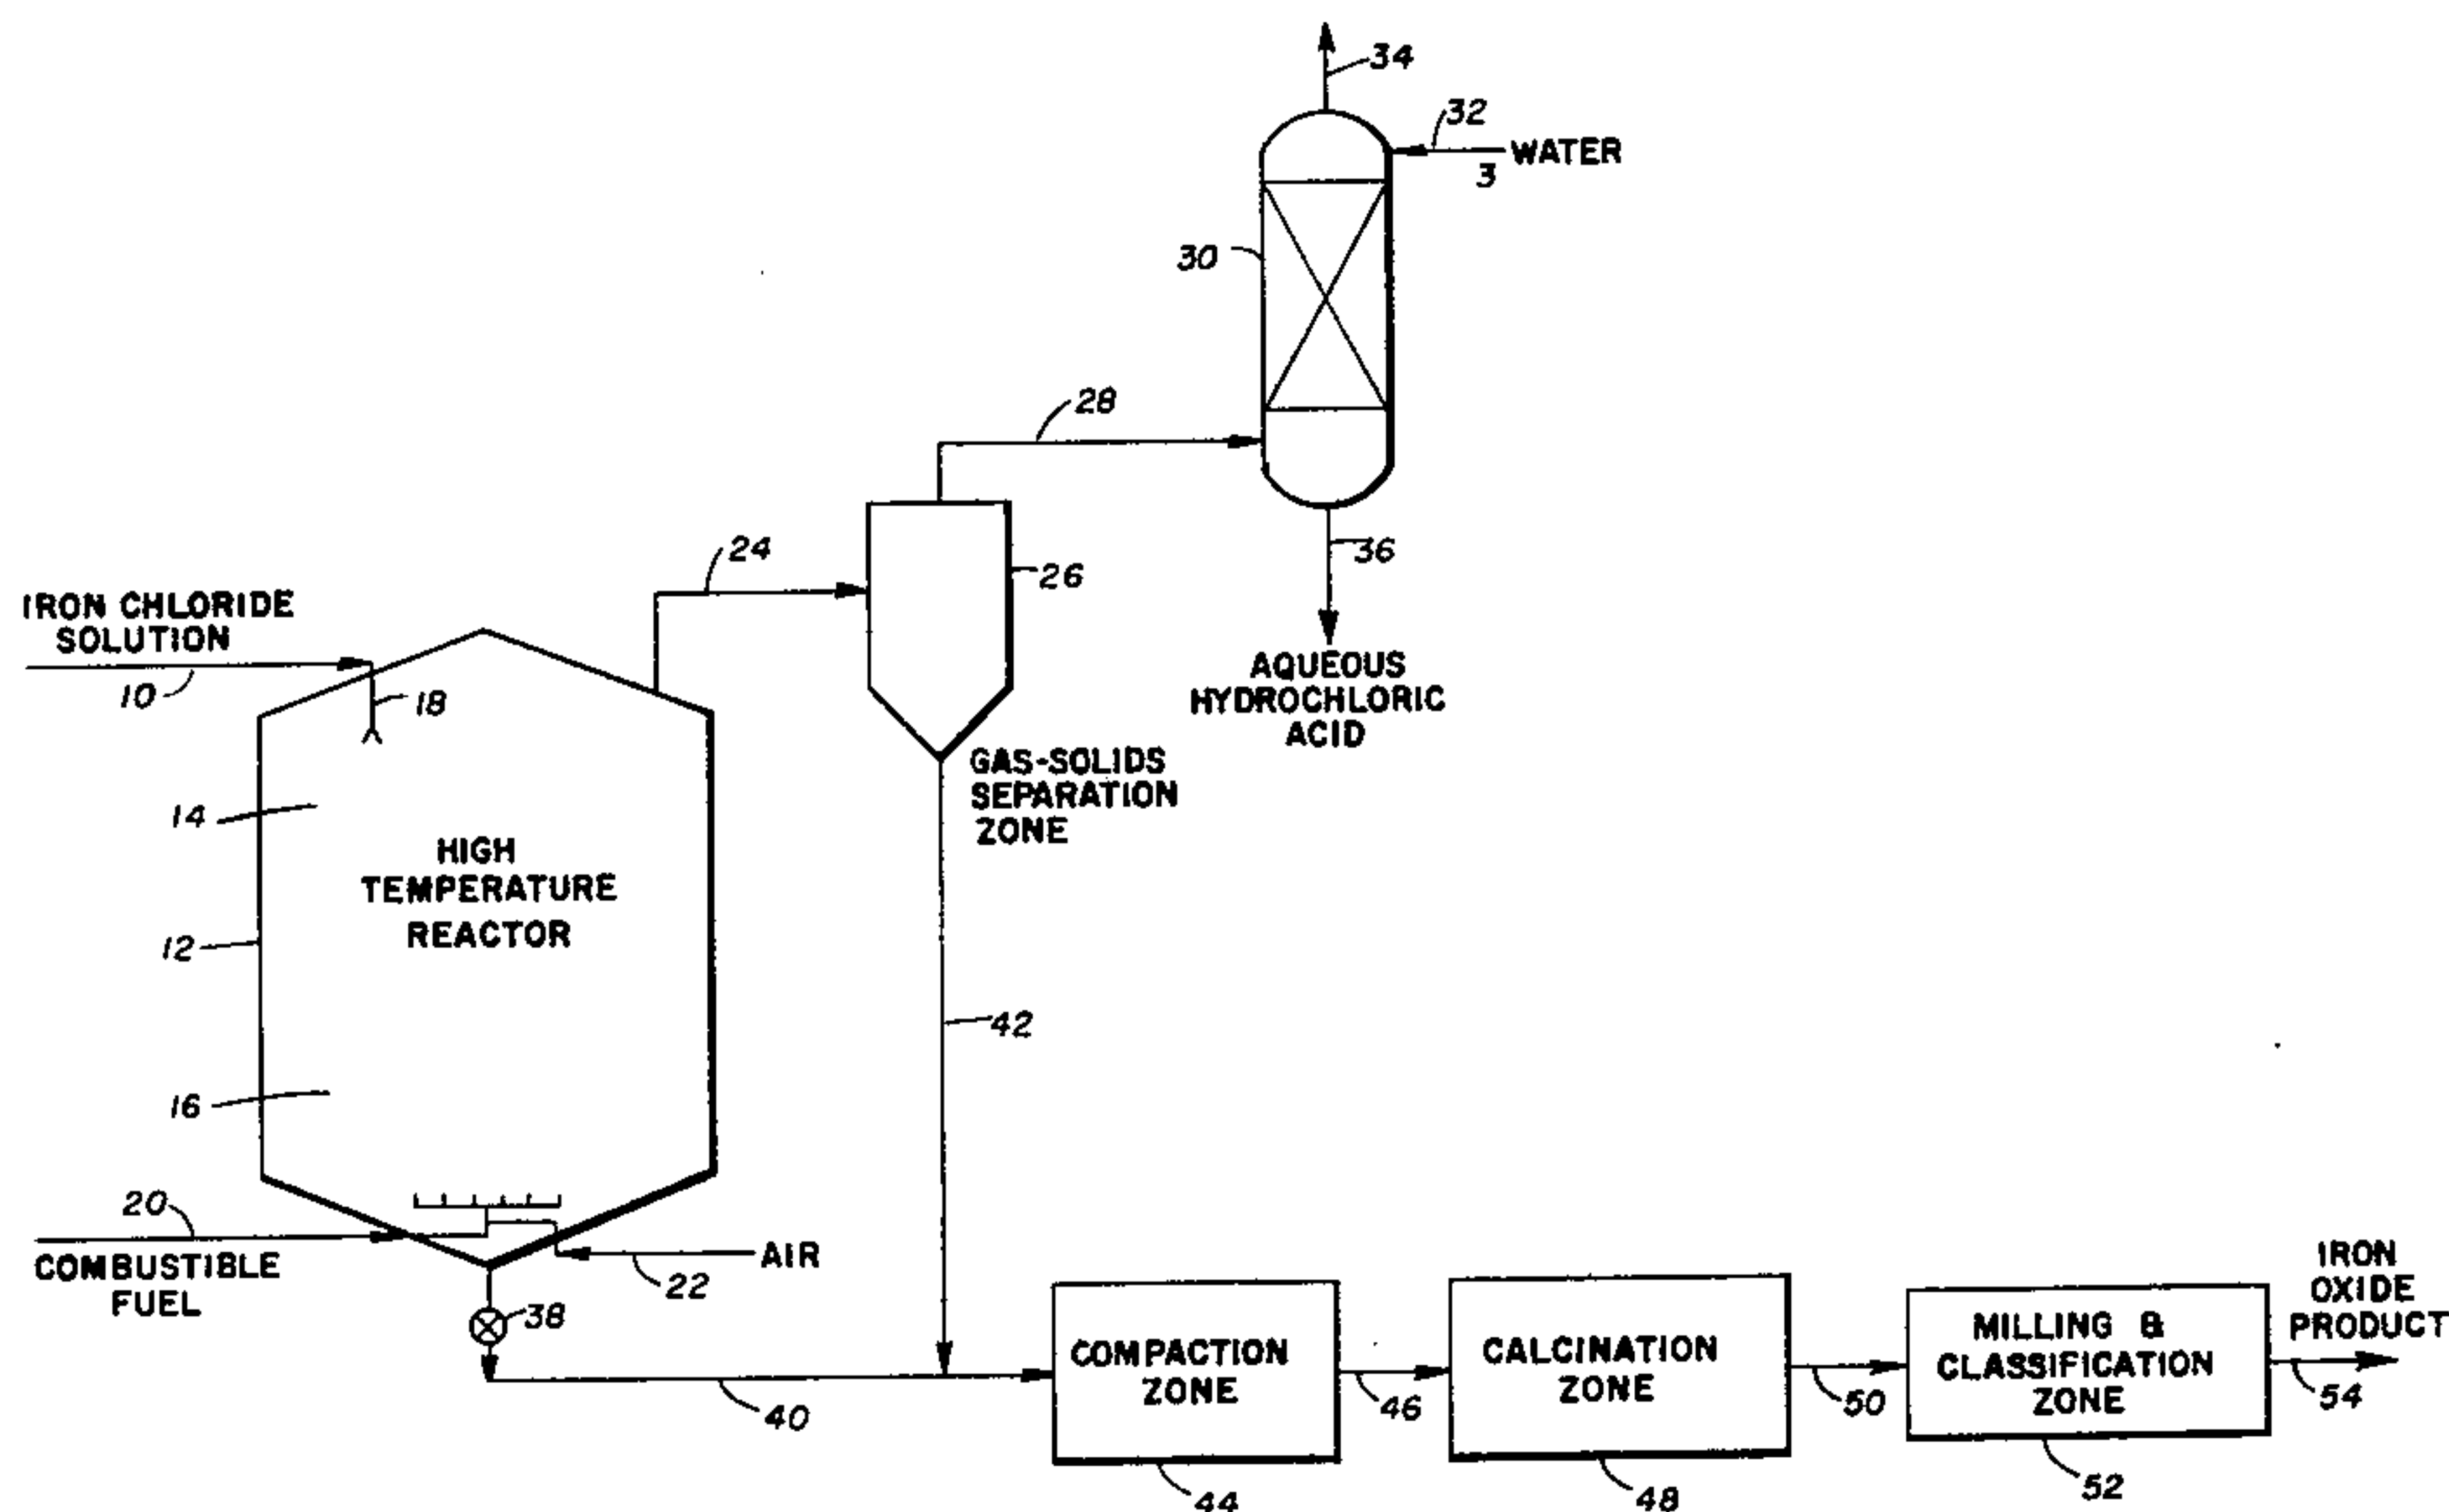 34
32
WATER
3
30
28
24
26
36
IRON CHLORIDE
SOLUTION
10
18
AQUEOUS
HYDROCHLORIC
ACID
GAS-SOLIDS
SEPARATION
ZONE
14
HIGH
TEMPERATURE
REACTOR
12
42
16
20
COMBUSTIBLE
FUEL
AIR
22
38
40
COMPACTION
ZONE
44
46
CALCINATION
ZONE
48
50
MILLING &
CLASSIFICATION
ZONE
52
IRON
OXIDE
PRODUCT
54